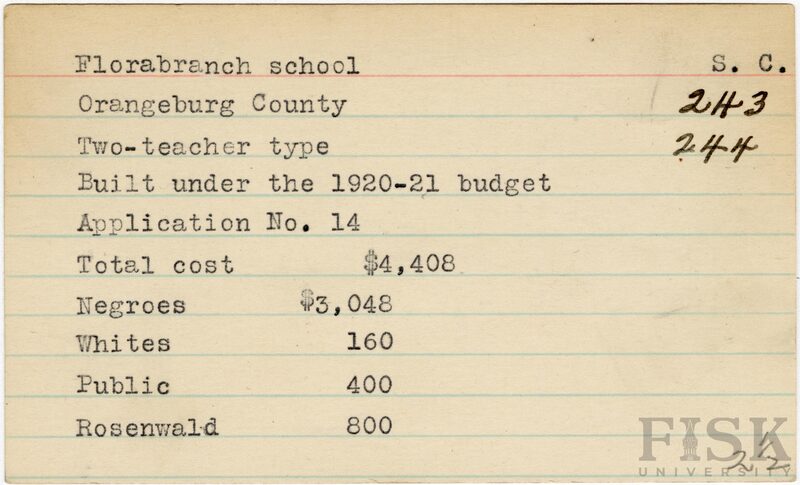 Florabranch school S. C.
Orangeburg County 243
Two-teacher type 244
Built under the 1920-21 budget
Application No. 14
Total cost $4,408
Negroes $3,048
Whites 160
Public 400
Rosenwald 800
FISK
UNIVERSITY